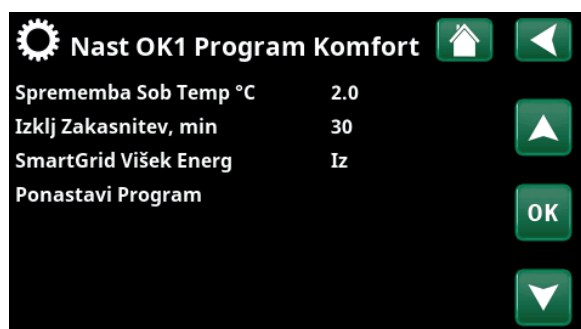 Nast OK1 Program Komfort
Sprememba Sob Temp °C 2.0
Izklj Zakasnitev, min 30
SmartGrid Višek Energ Iz
Ponastavi Program
OK